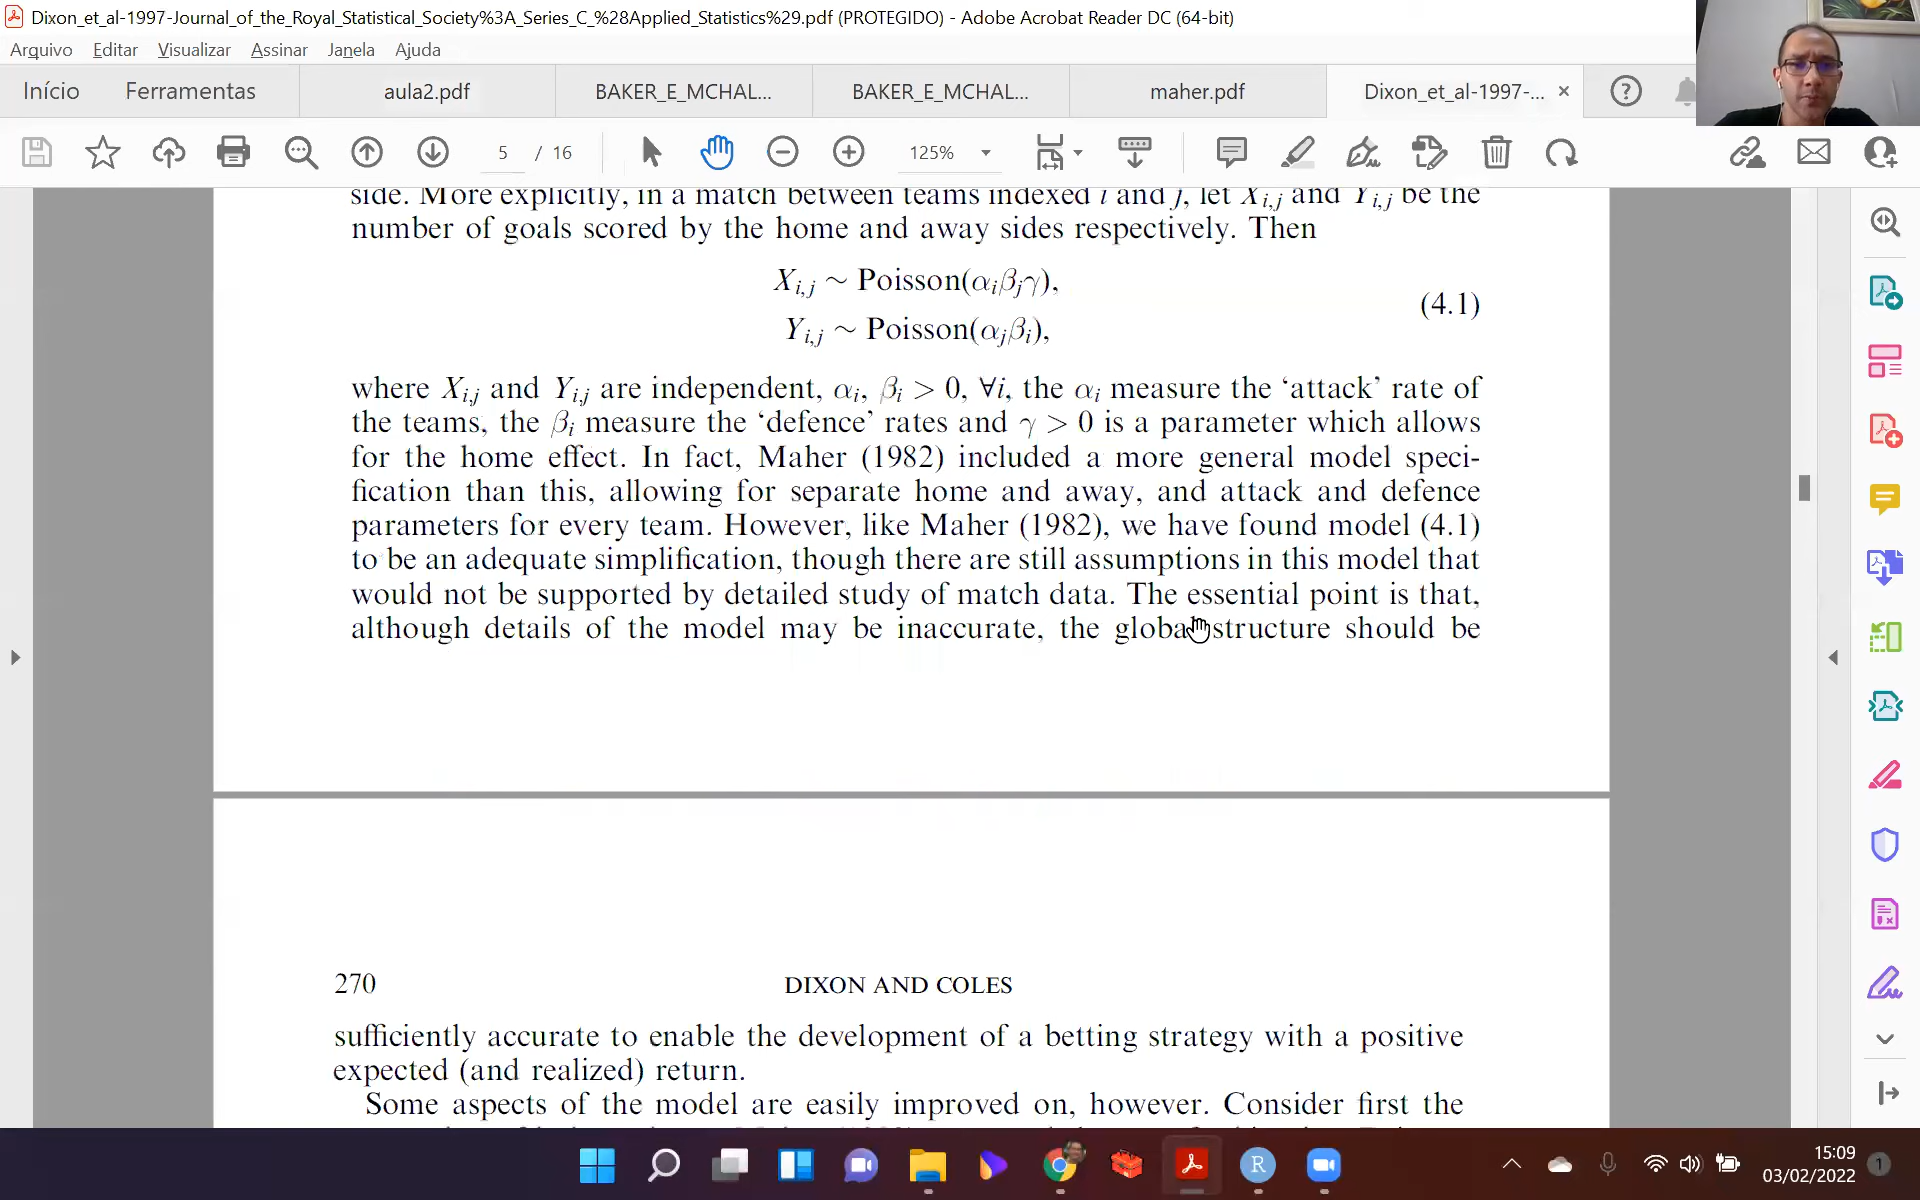 Dixon_et_al-1997-Journal_of_the_Royal_Statistical_Society%3A_Series_C_%28Applied_Statistics%29.pdf (PROTEGIDO) - Adobe Acrobat Reader DC (64-bit)
Arquivo Editar Visualizar Assinar Janela Ajuda
Início Ferramentas aula2.pdf BAKER_E_MCHAL... BAKER_E_MCHAL... maher.pdf Dixon_et_al-1997-... ×
5 / 16 125%
side. More explicitly, in a match between teams indexed i and j, let X_{i,j} and Y_{i,j} be the
number of goals scored by the home and away sides respectively. Then
X_{i,j} ~ Poisson(α_iβ_jγ),
(4.1)
Y_{i,j} ~ Poisson(α_jβ_i),
where X_{i,j} and Y_{i,j} are independent, α_i, β_i > 0, ∀i, the α_i measure the ‘attack’ rate of
the teams, the β_i measure the ‘defence’ rates and γ > 0 is a parameter which allows
for the home effect. In fact, Maher (1982) included a more general model speci-
fication than this, allowing for separate home and away, and attack and defence
parameters for every team. However, like Maher (1982), we have found model (4.1)
to be an adequate simplification, though there are still assumptions in this model that
would not be supported by detailed study of match data. The essential point is that,
although details of the model may be inaccurate, the global structure should be
270 DIXON AND COLES
sufficiently accurate to enable the development of a betting strategy with a positive
expected (and realized) return.
Some aspects of the model are easily improved on, however. Consider first the
R
15:09
03/02/2022
1